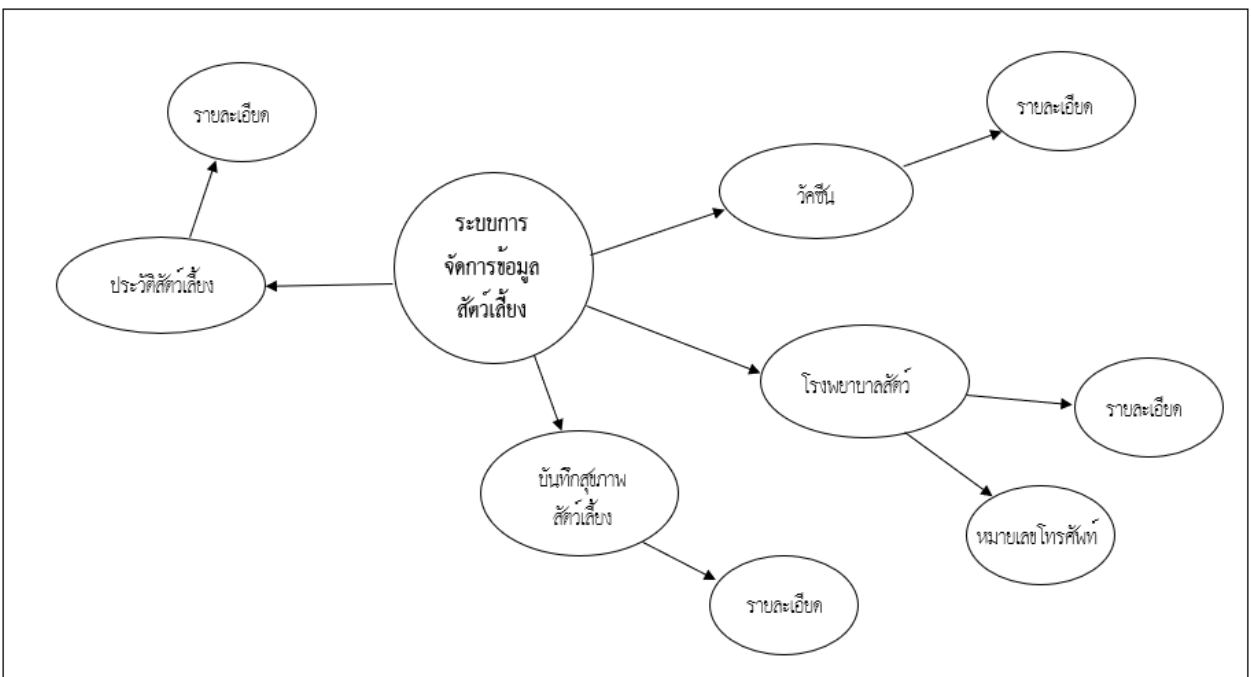 รายละเอียด
รายละเอียด
วัคซีน
ระบบการ
จัดการข้อมูล
สัตว์เลี้ยง
ประวัติสัตว์เลี้ยง
โรงพยาบาลสัตว์
รายละเอียด
บันทึกสุขภาพ
สัตว์เลี้ยง
หมายเลขโทรศัพท์
รายละเอียด